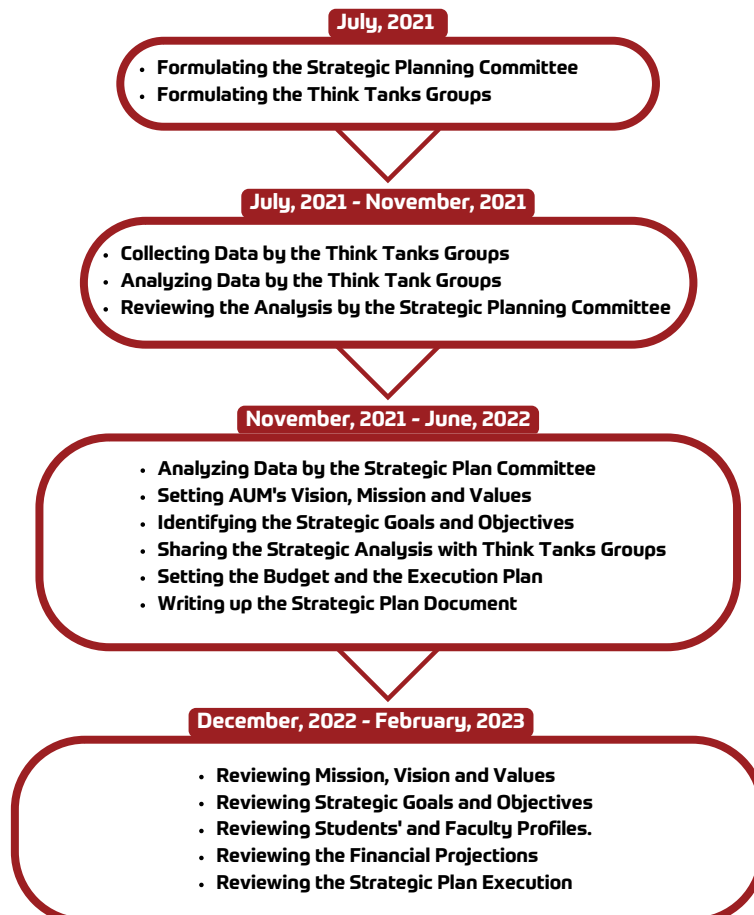 July, 2021
• Formulating the Strategic Planning Committee
• Formulating the Think Tanks Groups
July, 2021 - November, 2021
• Collecting Data by the Think Tanks Groups
• Analyzing Data by the Think Tank Groups
• Reviewing the Analysis by the Strategic Planning Committee
November, 2021 - June, 2022
• Analyzing Data by the Strategic Plan Committee
• Setting AUM's Vision, Mission and Values
• Identifying the Strategic Goals and Objectives
• Sharing the Strategic Analysis with Think Tanks Groups
• Setting the Budget and the Execution Plan
• Writing up the Strategic Plan Document
December, 2022 - February, 2023
• Reviewing Mission, Vision and Values
• Reviewing Strategic Goals and Objectives
• Reviewing Students' and Faculty Profiles.
• Reviewing the Financial Projections
• Reviewing the Strategic Plan Execution